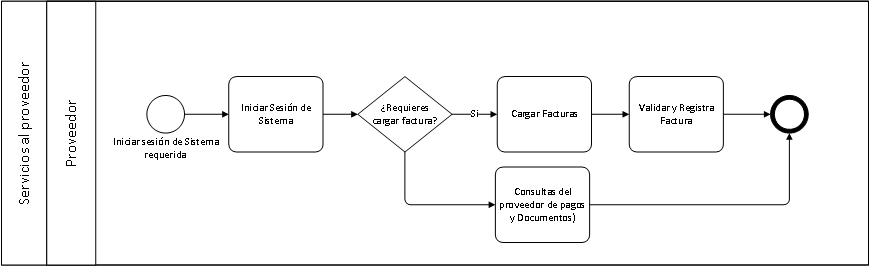 Servicios al proveedor
Proveedor
Iniciar sesión de Sistema
requerida
Iniciar Sesión de
Sistema
¿Requieres
cargar factura?
Si
Cargar Facturas
Validar y Registra
Factura
Consultas del
proveedor de pagos
y Documentos)